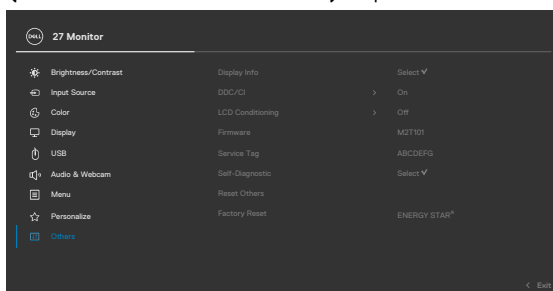 DELL 27 Monitor
Brightness/Contrast Display Info Select ✓
Input Source DDC/CI > On
Color LCD Conditioning > Off
Display Firmware M2T101
USB Service Tag ABCDEFG
Audio & Webcam Self-Diagnostic Select ✓
Menu Reset Others
Personalize Factory Reset ENERGY STAR®
Others
< Exit